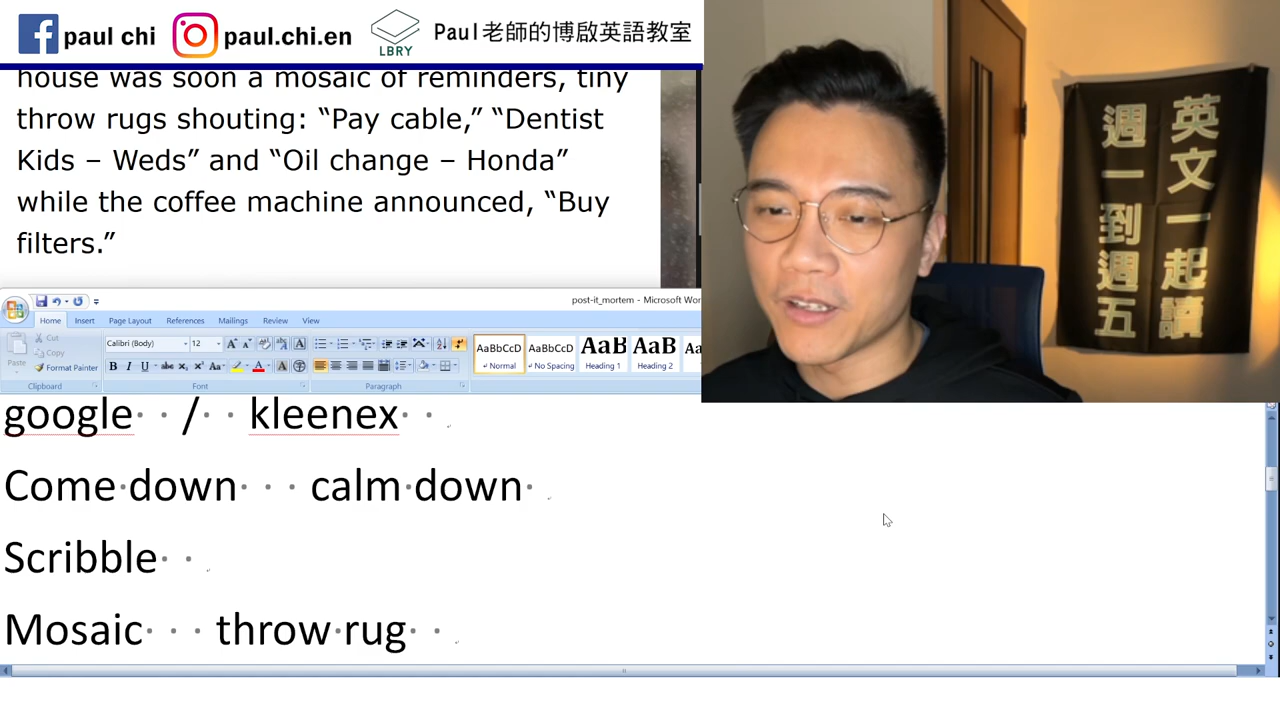 paul chi
paul.chi.en
LBRY
Paul老師的博啟英語教室
house was soon a mosaic of reminders, tiny
throw rugs shouting: “Pay cable,” “Dentist
Kids – Weds” and “Oil change – Honda”
while the coffee machine announced, “Buy
filters.”
英文一起讀
週一到週五
post-it_mortem - Microsoft Wor
Home Insert Page Layout References Mailings Review View
Paste
Cut
Copy
Format Painter
Clipboard
Calibri (Body) 12
Font
Paragraph
AaBbCcD AaBbCcD AaB AaB Aa
Normal No Spacing Heading 1 Heading 2
google / kleenex
Come down calm down
Scribble
Mosaic throw rug